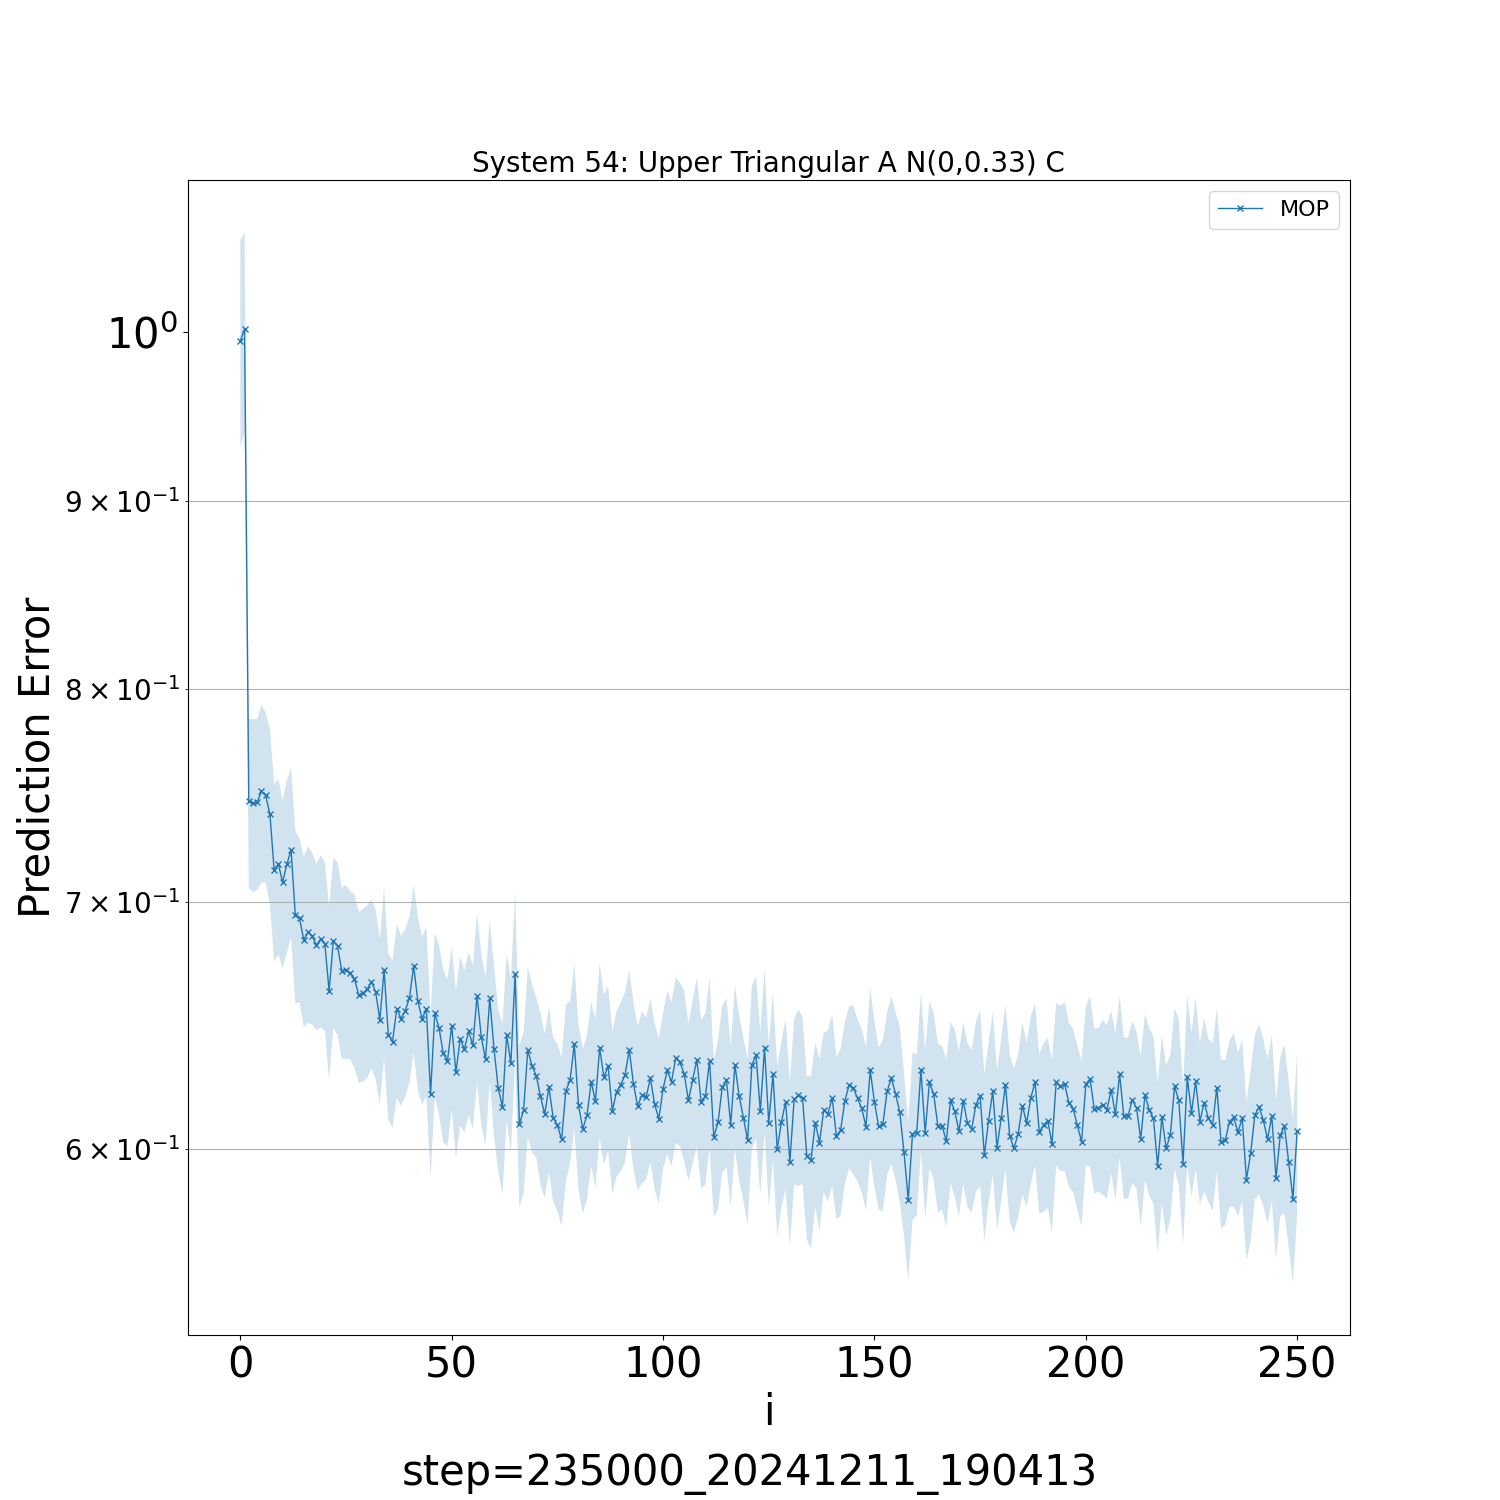 System 54: Upper Triangular A N(0,0.33) C
MOP
Prediction Error
10⁰
9 × 10⁻¹
8 × 10⁻¹
7 × 10⁻¹
6 × 10⁻¹
0 50 100 150 200 250
i
step=235000_20241211_190413